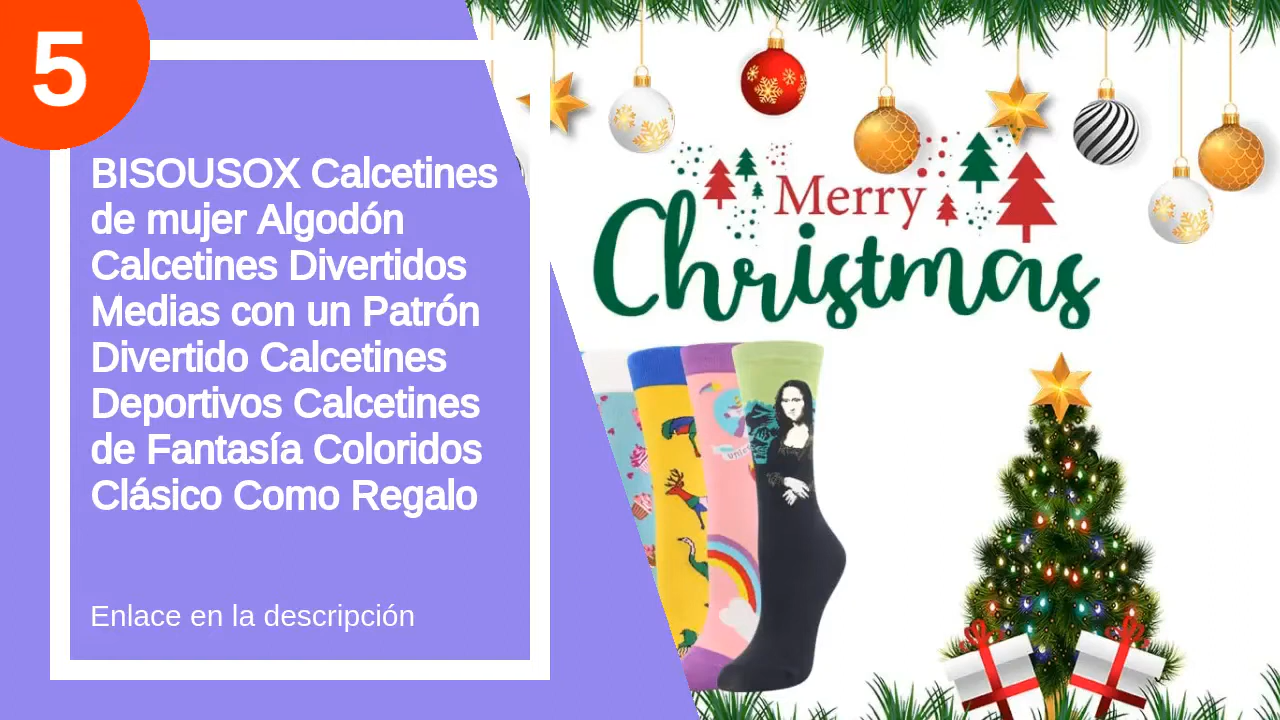 5
BISOUSOX Calcetines
de mujer Algodón
Calcetines Divertidos
Medias con un Patrón
Divertido Calcetines
Deportivos Calcetines
de Fantasía Coloridos
Clásico Como Regalo
Enlace en la descripción
Merry
Christmas